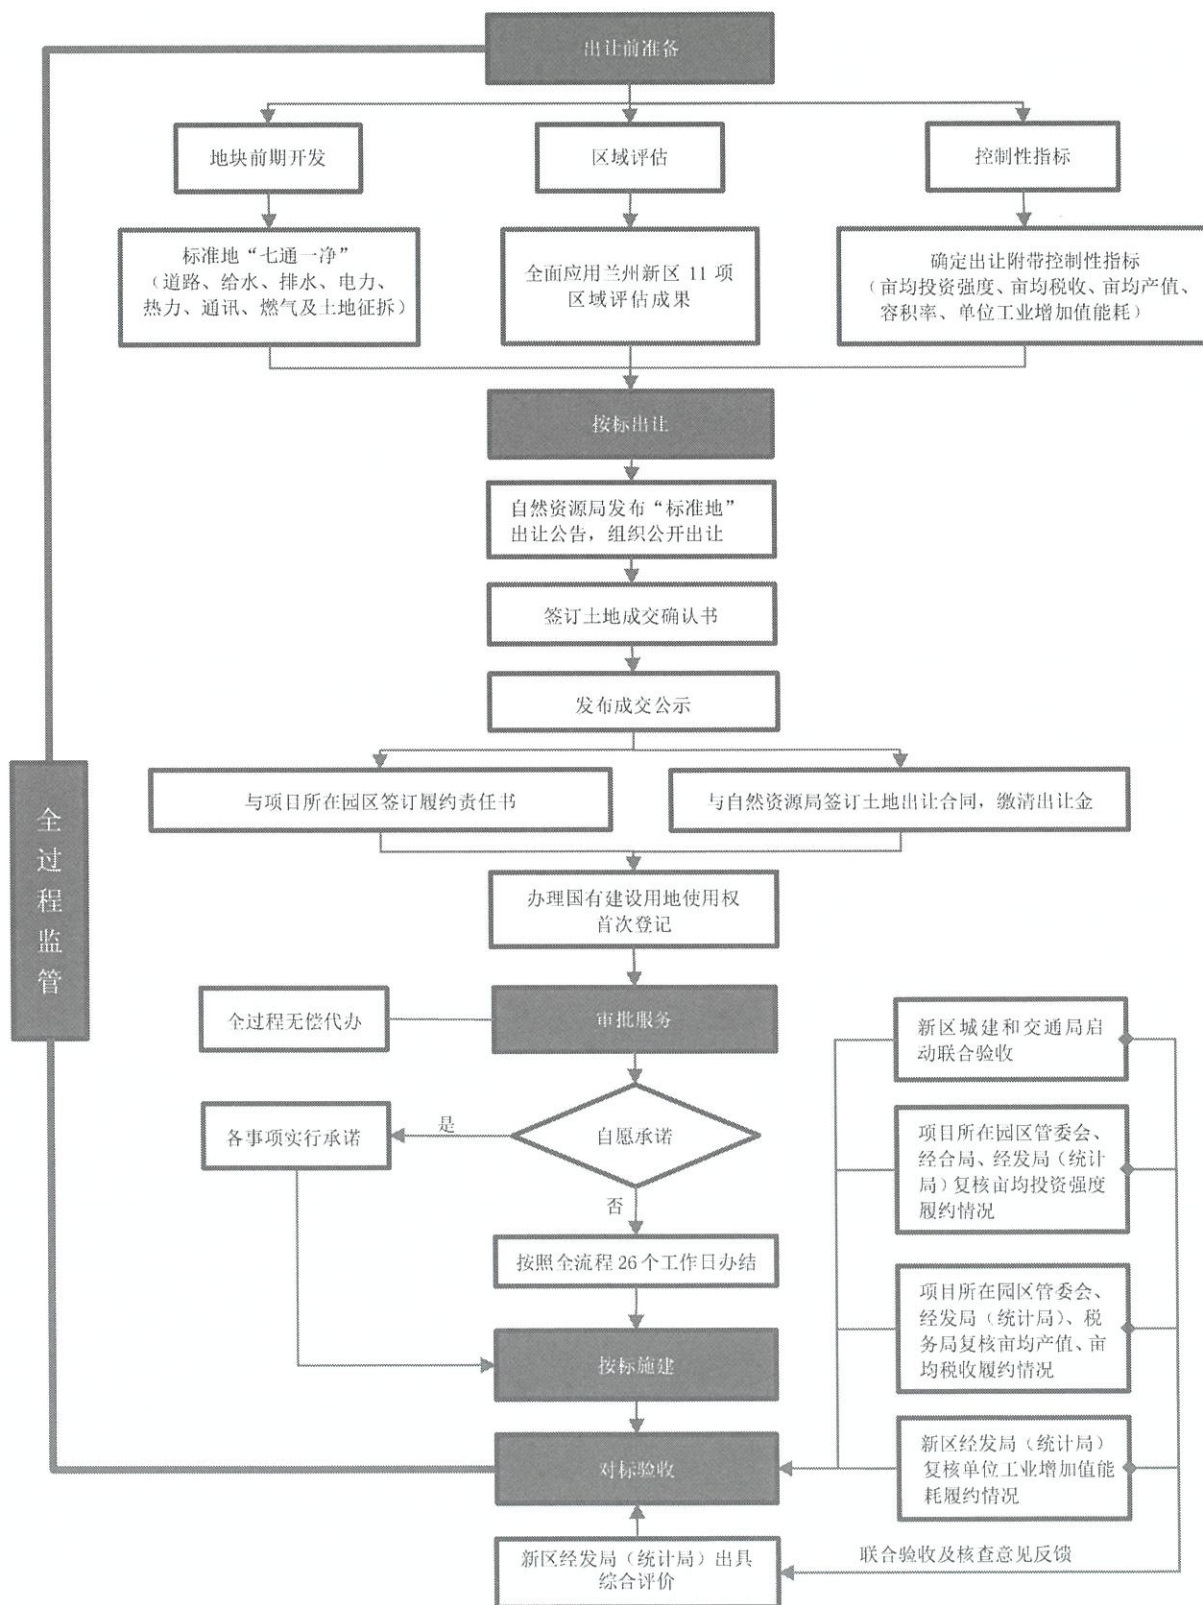 出让前准备
地块前期开发
区域评估
控制性指标
标准地“七通一净”
（道路、给水、排水、电力、
热力、通讯、燃气及土地征拆）
全面应用兰州新区 11 项
区域评估成果
确定出让附带控制性指标
（亩均投资强度、亩均税收、亩均产值、
容积率、单位工业增加值能耗）
按标出让
自然资源局发布“标准地”
出让公告，组织公开出让
签订土地成交确认书
发布成交公示
与项目所在园区签订履约责任书
与自然资源局签订土地出让合同，缴清出让金
全过程监管
办理国有建设用地使用权
首次登记
全过程无偿代办
审批服务
新区城建和交通局启
动联合验收
各事项实行承诺
是
自愿承诺
否
项目所在园区管委会、
经合局、经发局（统计
局）复核亩均投资强度
履约情况
按照全流程 26 个工作日办结
项目所在园区管委会、
经发局（统计局）、税
务局复核亩均产值、亩
均税收履约情况
按标施建
对标验收
新区经发局（统计局）
复核单位工业增加值能
耗履约情况
新区经发局（统计局）出具
综合评价
联合验收及核查意见反馈